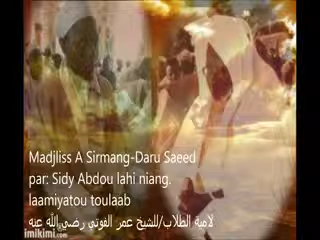 Madjliss A Sirmang-Daru Saeed
par: Sidy Abdou lahi niang.
laamiyatou toulaab
لامية الطلاب/للشيخ عمر الفوتي رضي الله عنه
imikimi.com